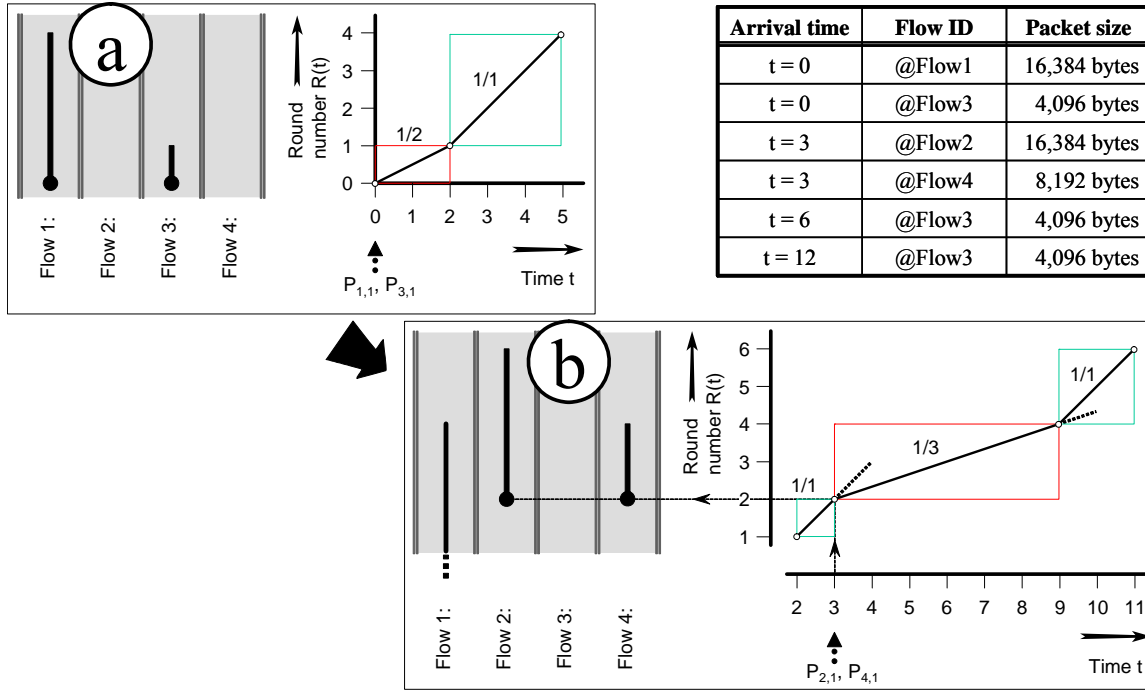 a
Flow 1:
Flow 2:
Flow 3:
Flow 4:
Round
number R(t)
4
3
2
1
0
1/2
1/1
0 1 2 3 4 5
Time t
P1,1, P3,1
Arrival time Flow ID Packet size
t = 0 @Flow1 16,384 bytes
t = 0 @Flow3 4,096 bytes
t = 3 @Flow2 16,384 bytes
t = 3 @Flow4 8,192 bytes
t = 6 @Flow3 4,096 bytes
t = 12 @Flow3 4,096 bytes
b
Flow 1:
Flow 2:
Flow 3:
Flow 4:
Round
number R(t)
6
5
4
3
2
1
1/1
1/3
1/1
2 3 4 5 6 7 8 9 10 11
Time t
P2,1, P4,1